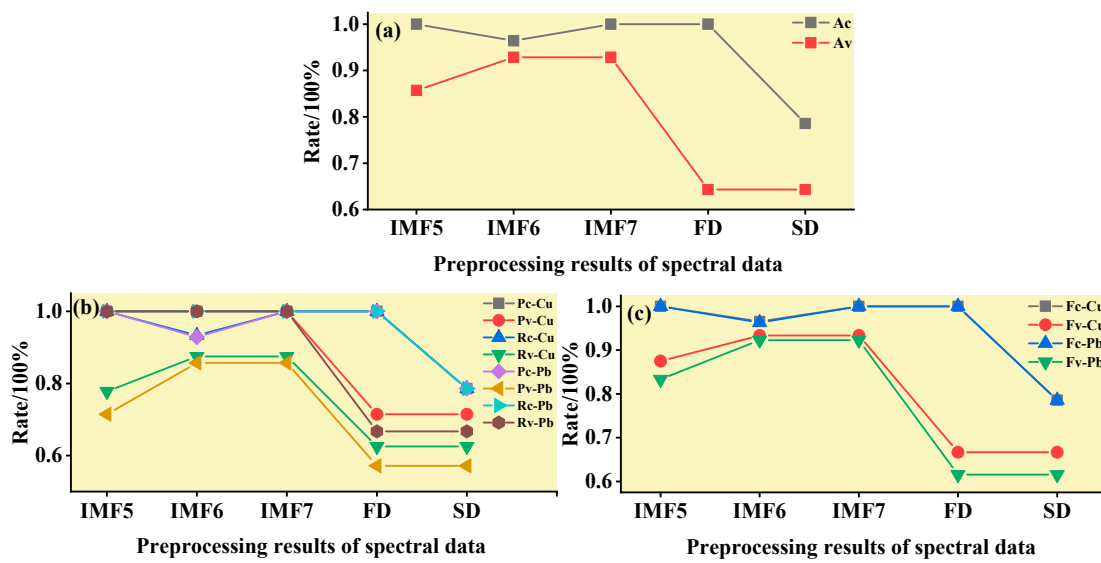 (a)
Ac
Av
Rate/100%
1.0
0.9
0.8
0.7
0.6
IMF5 IMF6 IMF7 FD SD
Preprocessing results of spectral data
(b)
Pc-Cu
Pv-Cu
Rc-Cu
Rv-Cu
Pc-Pb
Pv-Pb
Rc-Pb
Rv-Pb
Rate/100%
1.0
0.8
0.6
IMF5 IMF6 IMF7 FD SD
Preprocessing results of spectral data
(c)
Fc-Cu
Fv-Cu
Fc-Pb
Fv-Pb
Rate/100%
1.0
0.9
0.8
0.7
0.6
IMF5 IMF6 IMF7 FD SD
Preprocessing results of spectral data